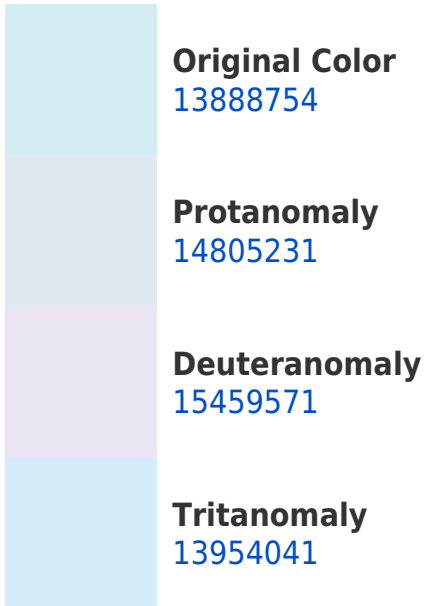 Original Color
13888754
Protanomaly
14805231
Deuteranomaly
15459571
Tritanomaly
13954041